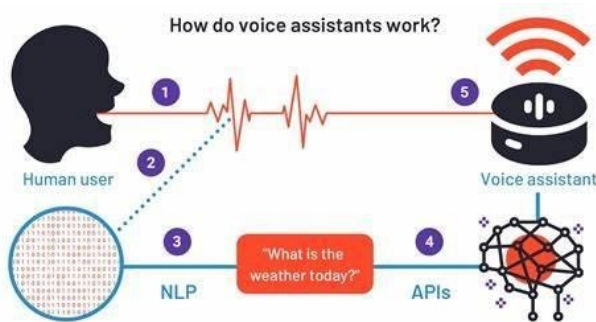 How do voice assistants work?
1
5
2
Human user
Voice assistant
3
"What is the
weather today?"
4
NLP
APIs